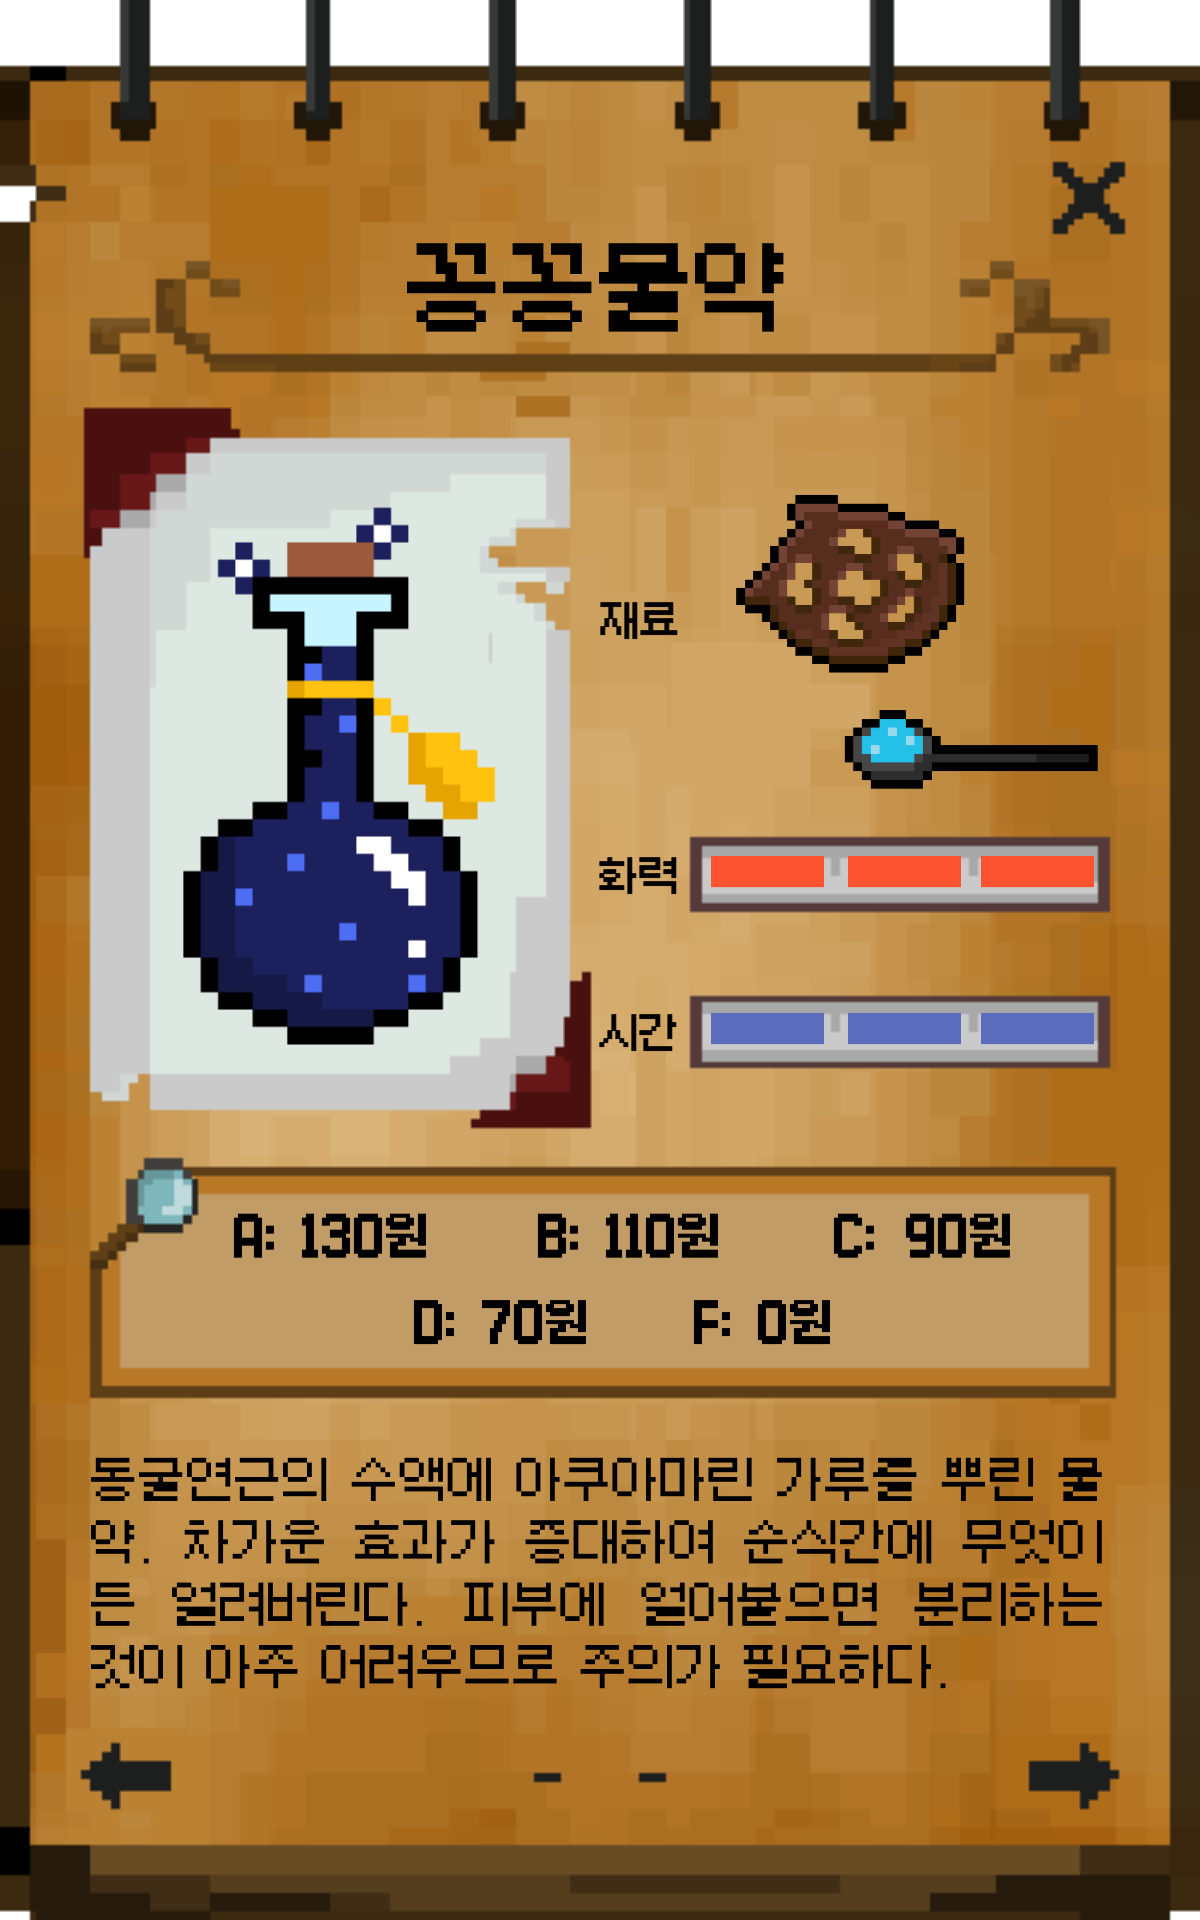 꽁꽁물약
재료
화력
시간
A: 130원 B: 110원 C: 90원
D: 70원 F: 0원
동굴연근의 수액에 아쿠아마린 가루를 뿌린 물
약. 차가운 효과가 증대하여 순식간에 무엇이
든 얼려버린다. 피부에 얼어붙으면 분리하는
것이 아주 어려우므로 주의가 필요하다.
- -